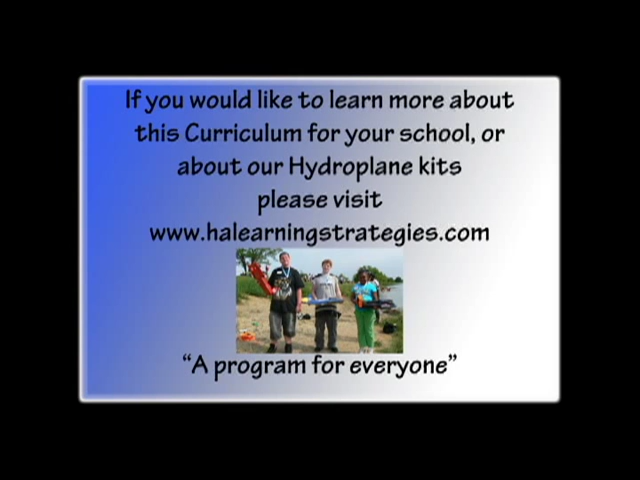 If you would like to learn more about
this Curriculum for your school, or
about our Hydroplane kits
please visit
www.halearningstrategies.com
“A program for everyone”